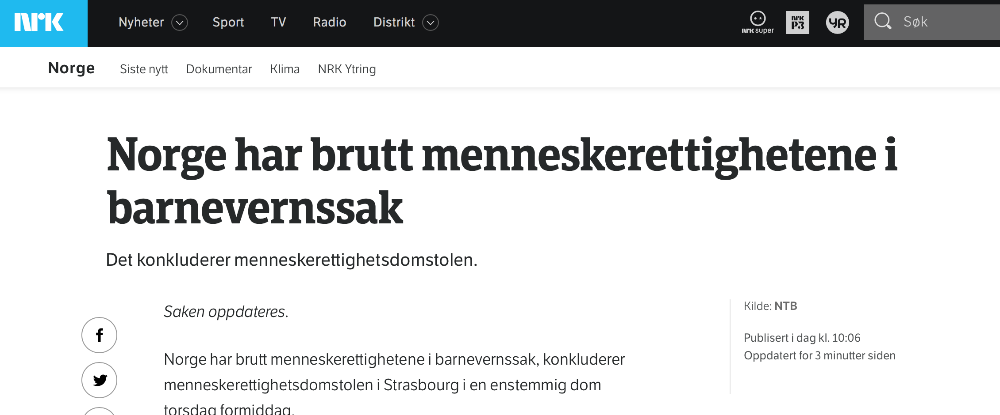 NRK
Nyheter Sport TV Radio Distrikt
NRK super
NRK P3
YR
Søk
Norge Siste nytt Dokumentar Klima NRK Ytring
Norge har brutt menneskerettighetene i
barnevernssak
Det konkluderer menneskerettighetsdomstolen.
Saken oppdateres.
Kilde: NTB
Publisert i dag kl. 10:06
Oppdatert for 3 minutter siden
Norge har brutt menneskerettighetene i barnevernssak, konkluderer
menneskerettighetsdomstolen i Strasbourg i en enstemmig dom
torsdag formiddag.